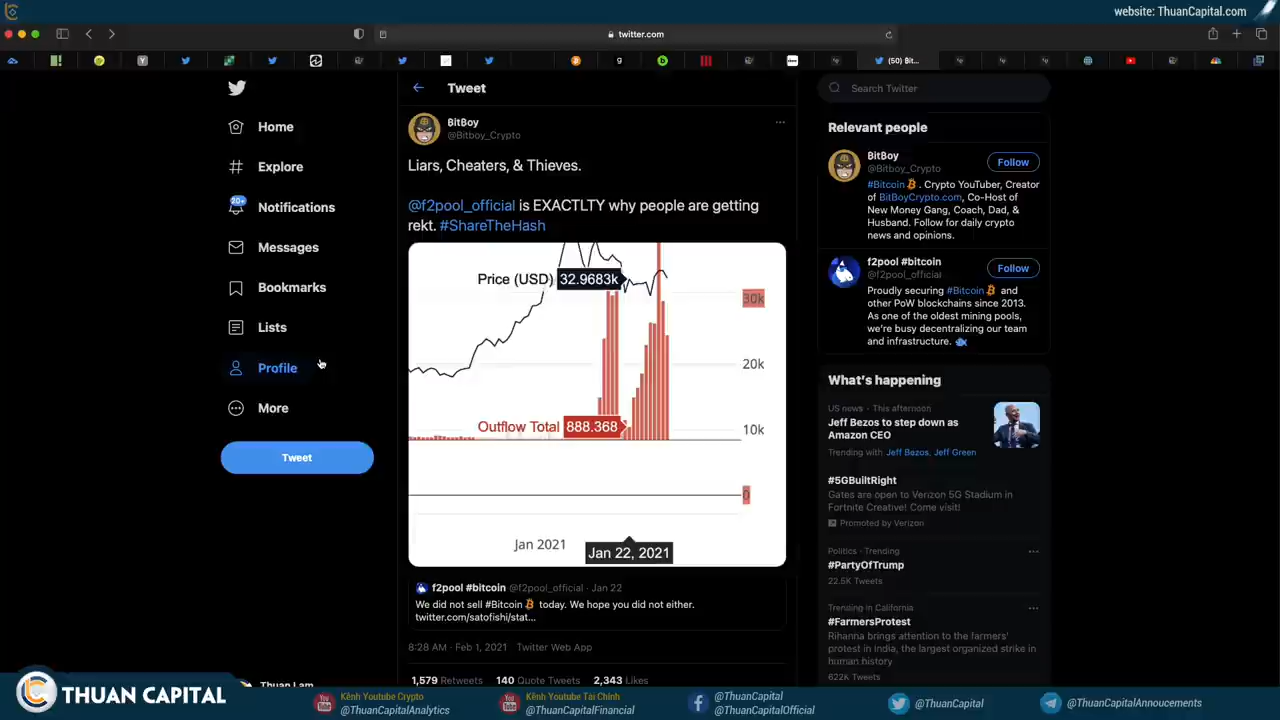 website: ThuanCapital.com
twitter.com
(50) Bit...
Home
Explore
20+
Notifications
Messages
Bookmarks
Lists
Profile
More
Tweet
Thuan Lam
Tweet
BitBoy
@Bitboy_Crypto
Liars, Cheaters, & Thieves.
@f2pool_official is EXACTLTY why people are getting
rekt. #ShareTheHash
Price (USD) 32.9683k
30k
20k
Outflow Total 888.368
10k
0
Jan 2021
Jan 22, 2021
f2pool #bitcoin @f2pool_official · Jan 22
We did not sell #Bitcoin today. We hope you did not either.
twitter.com/satofishi/stat...
8:28 AM · Feb 1, 2021 Twitter Web App
1,579 Retweets 140 Quote Tweets 2,343 Likes
Search Twitter
Relevant people
BitBoy
@Bitboy_Crypto
Follow
#Bitcoin . Crypto YouTuber, Creator
of BitBoyCrypto.com, Co-Host of
New Money Gang, Coach, Dad, &
Husband. Follow for daily crypto
news and opinions.
f2pool #bitcoin
@f2pool_official
Follow
Proudly securing #Bitcoin and
other PoW blockchains since 2013.
As one of the oldest mining pools,
we're busy decentralizing our team
and infrastructure.
What's happening
US news · This afternoon
Jeff Bezos to step down as
Amazon CEO
Trending with Jeff Bezos, Jeff Green
#5GBuiltRight
Gates are open to Verizon 5G Stadium in
Fortnite Creative! Come visit!
Promoted by Verizon
Politics · Trending
#PartyOfTrump
22.5K Tweets
Trending in California
#FarmersProtest
Rihanna brings attention to the farmers'
protest in India, the largest organized strike in
human history
622K Tweets
THUAN CAPITAL
Kênh Youtube Crypto
@ThuanCapitalAnalytics
Kênh Youtube Tài Chính
@ThuanCapitalFinancial
@ThuanCapital
@ThuanCapitalOfficial
@ThuanCapital
@ThuanCapitalAnnoucements